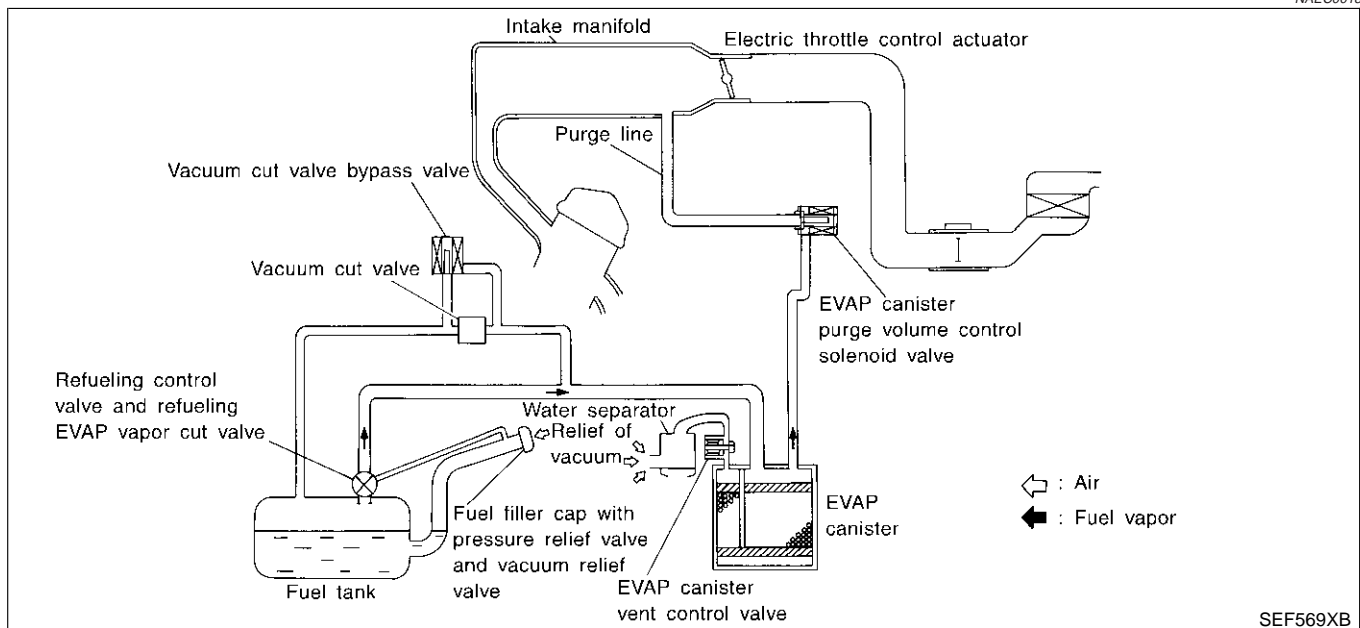 Intake manifold
Electric throttle control actuator
Purge line
Vacuum cut valve bypass valve
Vacuum cut valve
EVAP canister
purge volume control
solenoid valve
Refueling control
valve and refueling
EVAP vapor cut valve
Water separator
Relief of
vacuum
: Air
: Fuel vapor
EVAP
canister
Fuel filler cap with
pressure relief valve
and vacuum relief
valve
Fuel tank
EVAP canister
vent control valve
SEF569XB